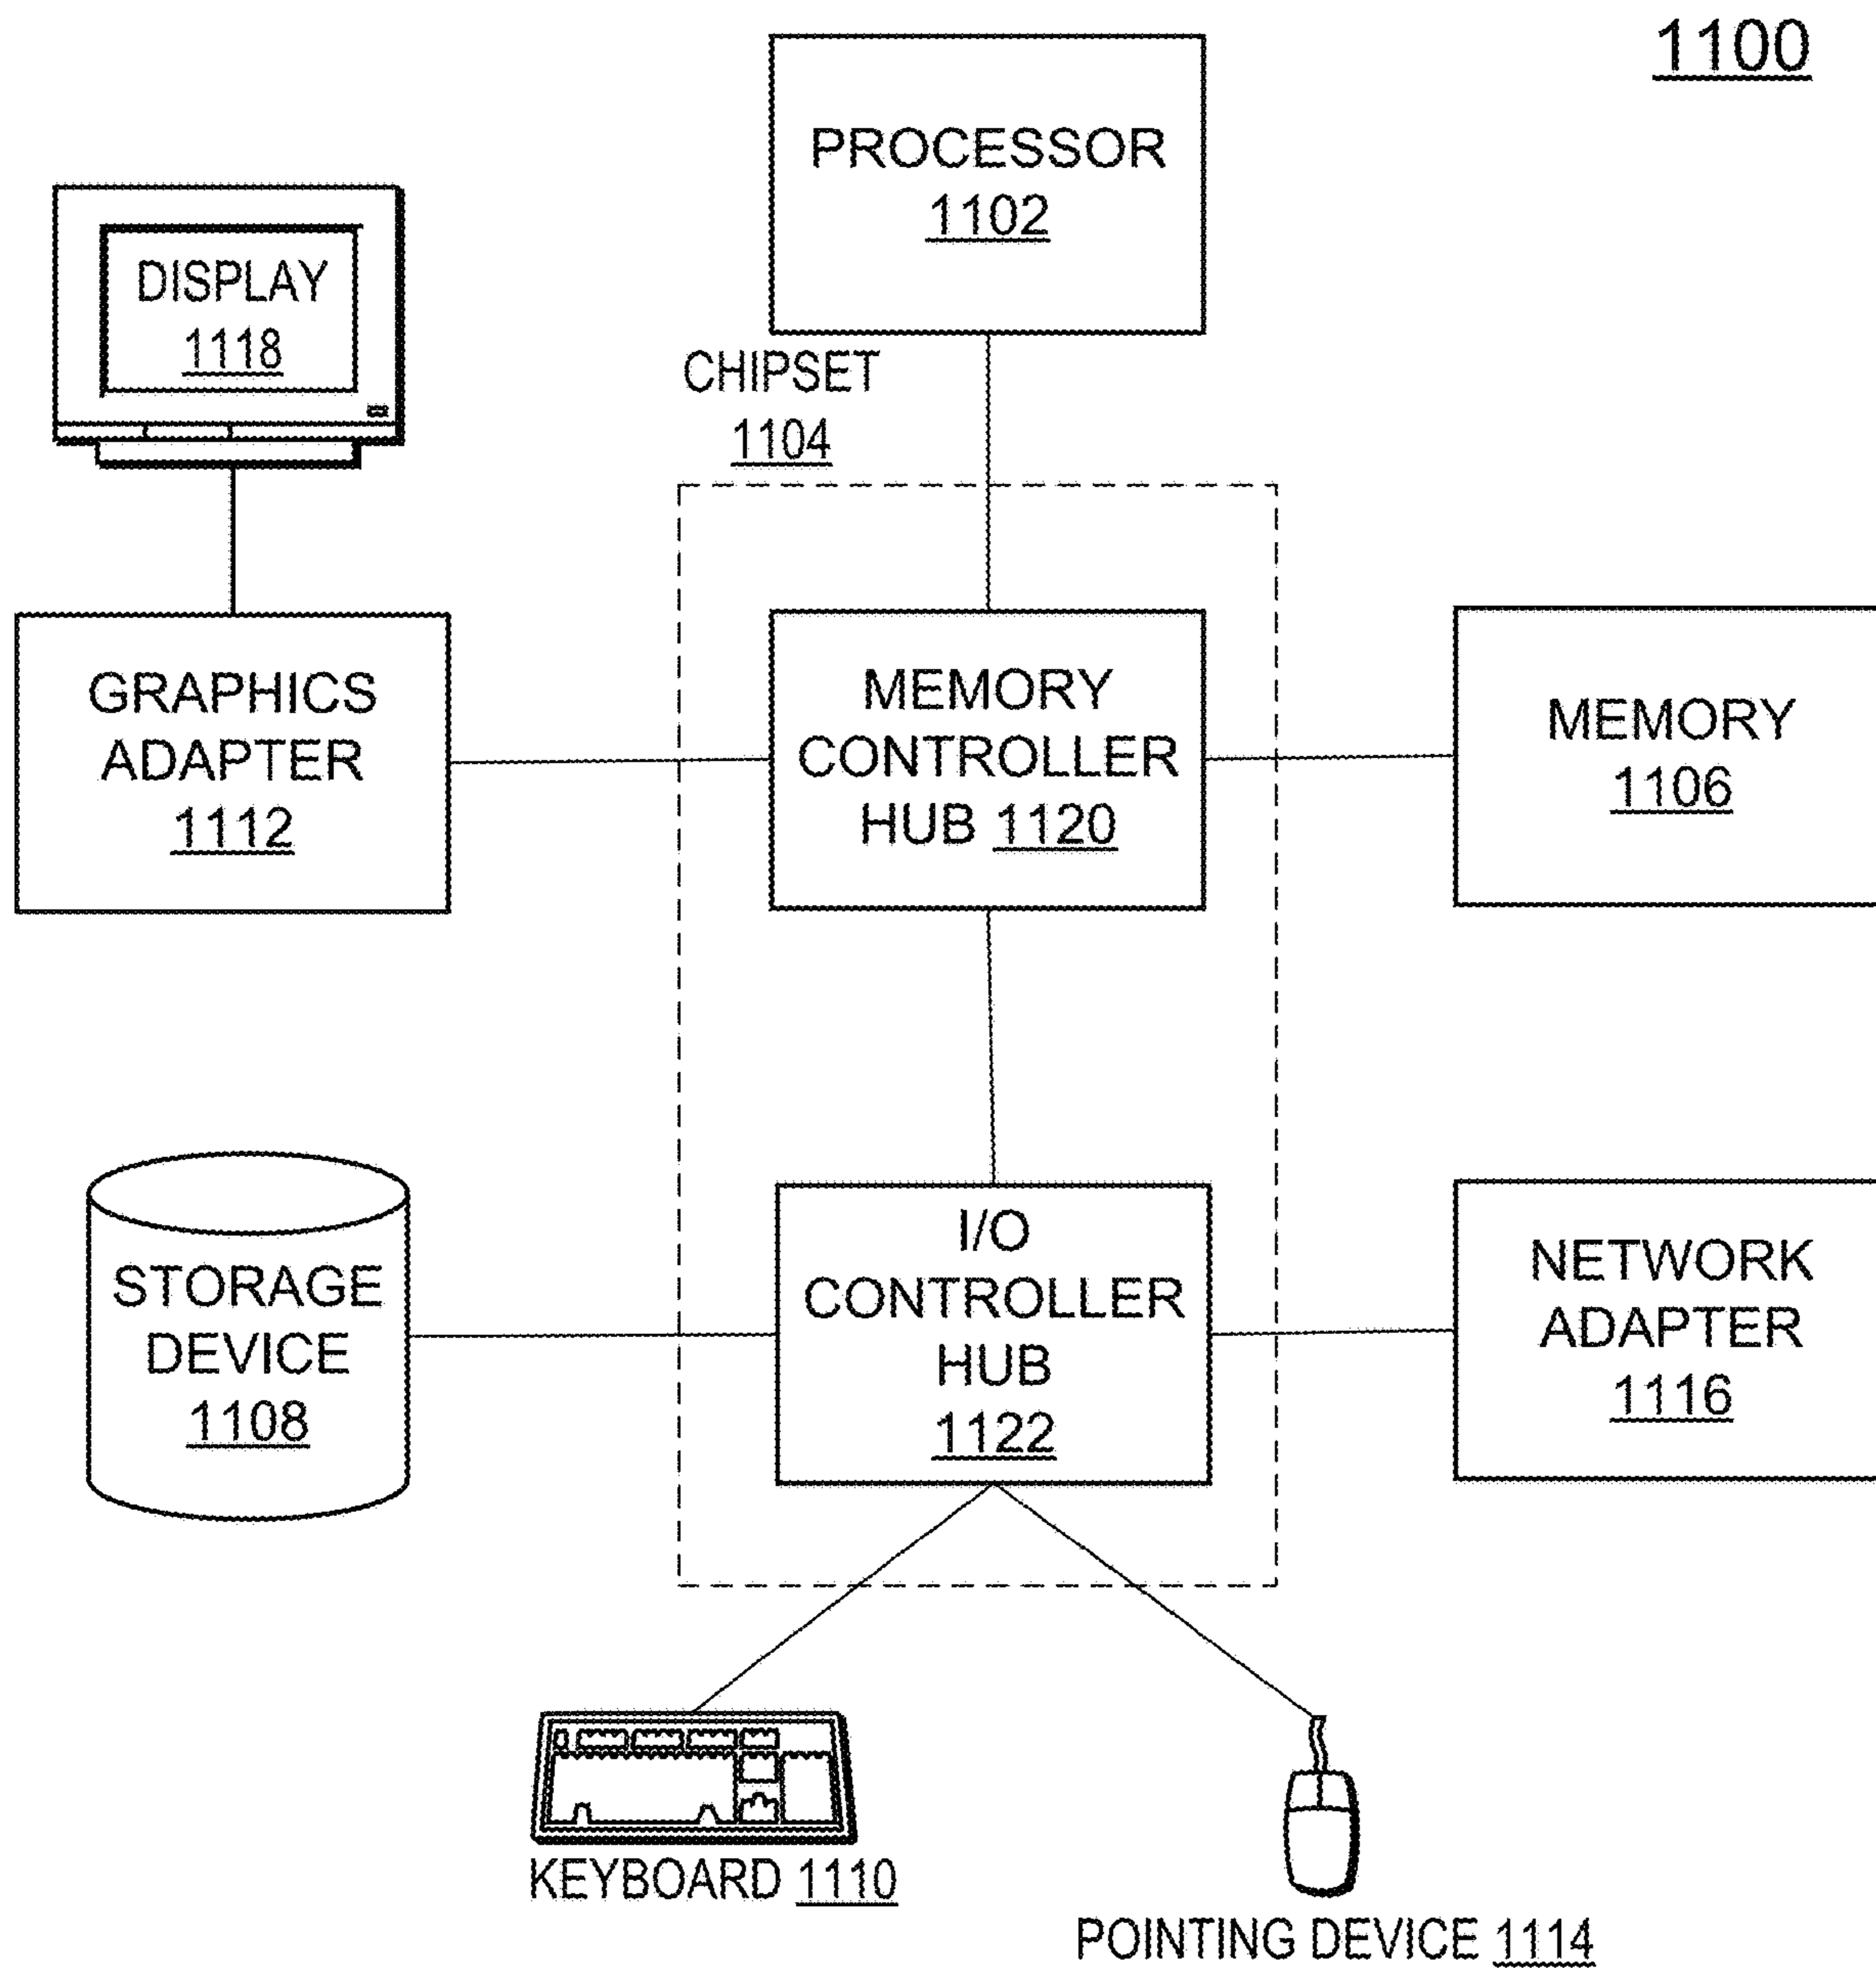 1100
PROCESSOR
1102
DISPLAY
1118
CHIPSET
1104
GRAPHICS
ADAPTER
1112
MEMORY
CONTROLLER
HUB 1120
MEMORY
1106
STORAGE
DEVICE
1108
I/O
CONTROLLER
HUB
1122
NETWORK
ADAPTER
1116
KEYBOARD 1110
POINTING DEVICE 1114